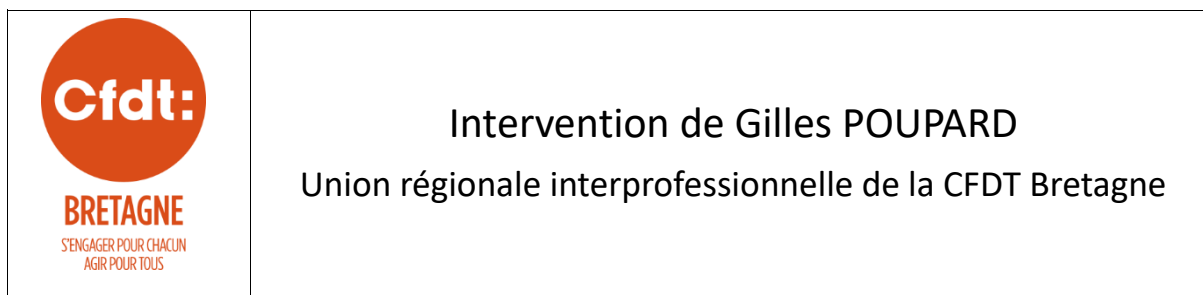 Cfdt:
BRETAGNE
S'ENGAGER POUR CHACUN
AGIR POUR TOUS
Intervention de Gilles POUPARD
Union régionale interprofessionnelle de la CFDT Bretagne